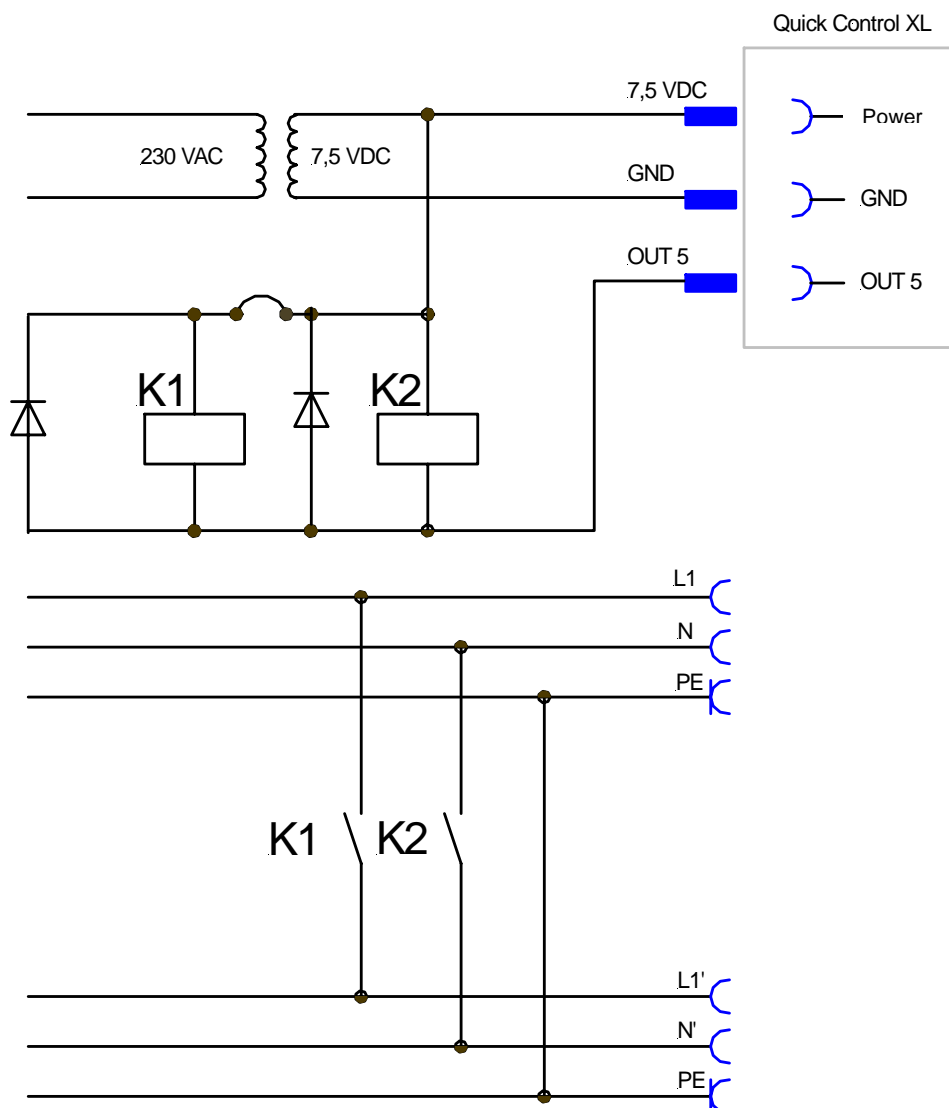 Quick Control XL
7,5 VDC
Power
230 VAC
7,5 VDC
GND
GND
OUT 5
OUT 5
K1
K2
L1
N
PE
K1
K2
L1'
N'
PE